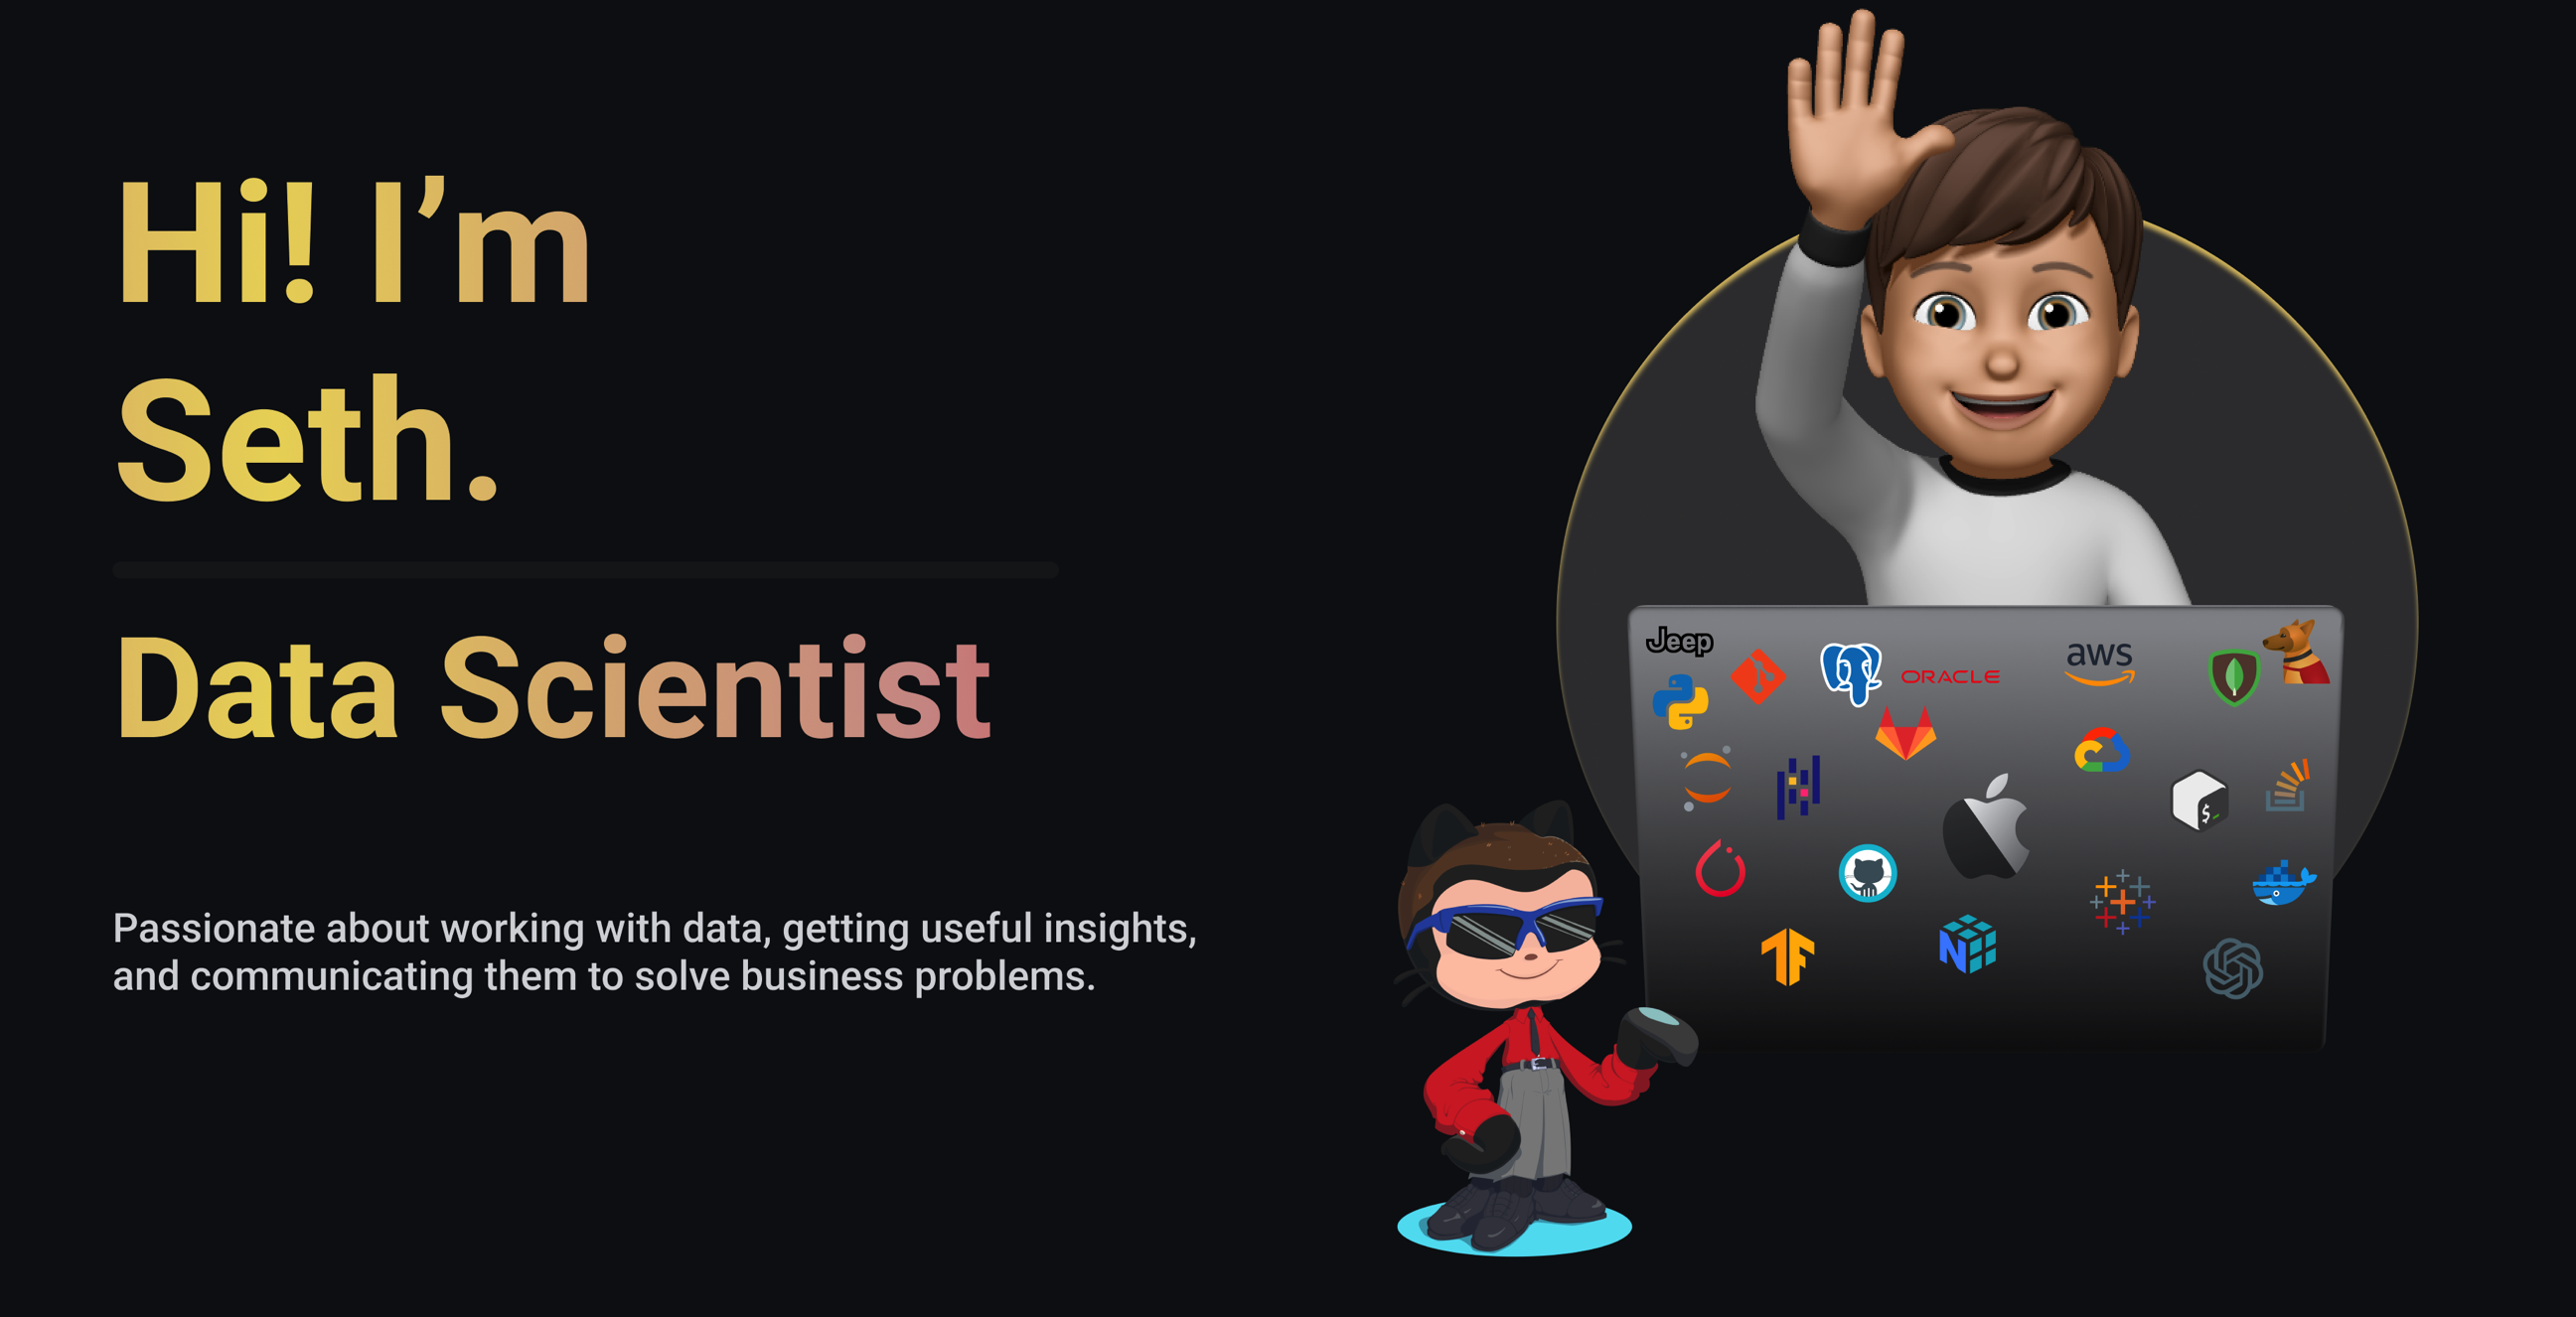 Hi! I’m
Seth.
Data Scientist
Passionate about working with data, getting useful insights,
and communicating them to solve business problems.
Jeep
ORACLE
aws
$
TF
N